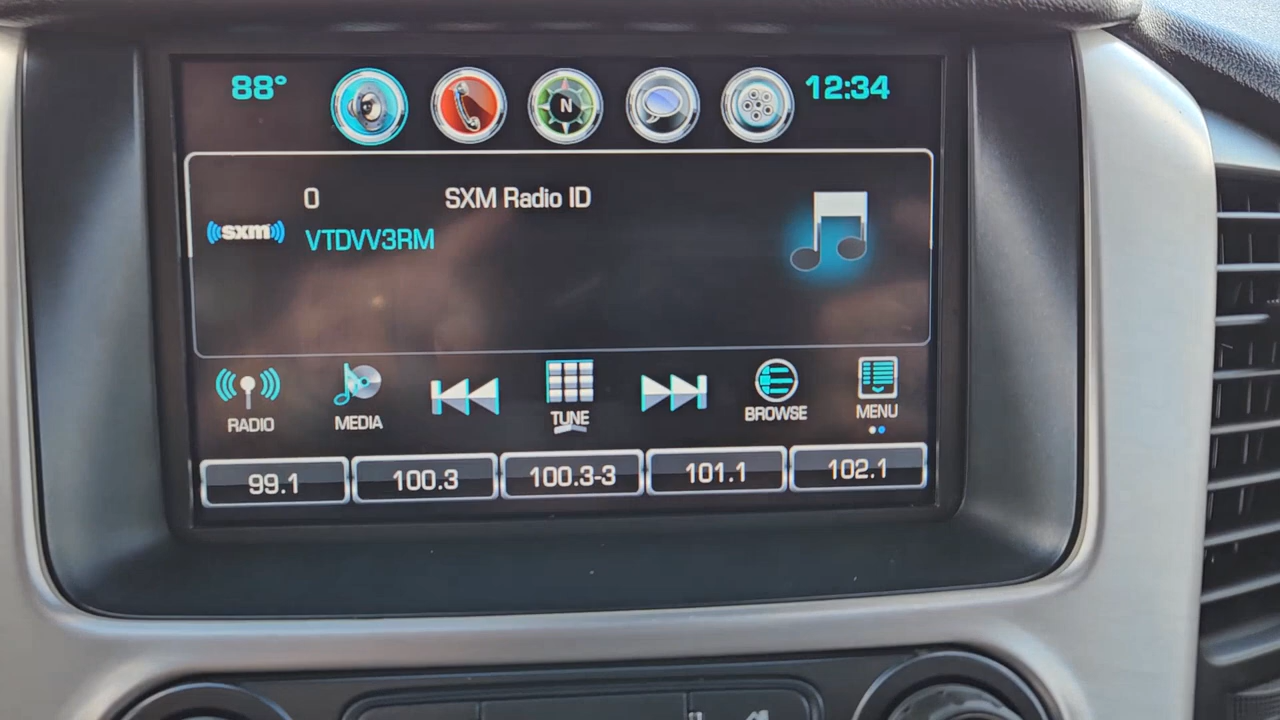 88° 12:34
N
0 SXM Radio ID
sxm VTDVV3RM
RADIO MEDIA TUNE BROWSE MENU
99.1 100.3 100.3-3 101.1 102.1